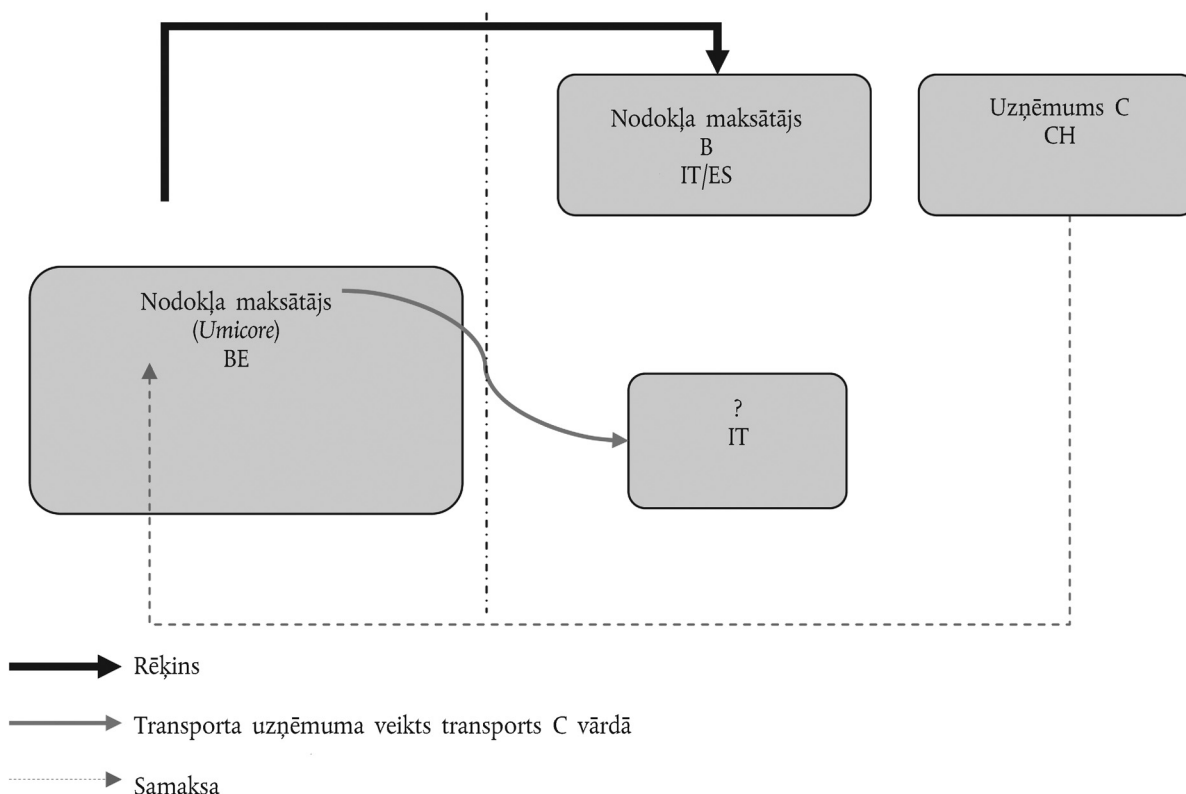 Nodokļa maksātājs
B
IT/ES
Uzņēmums C
CH
Nodokļa maksātājs
(Umicore)
BE
?
IT
Rēķins
Transporta uzņēmuma veikts transports C vārdā
Samaksa